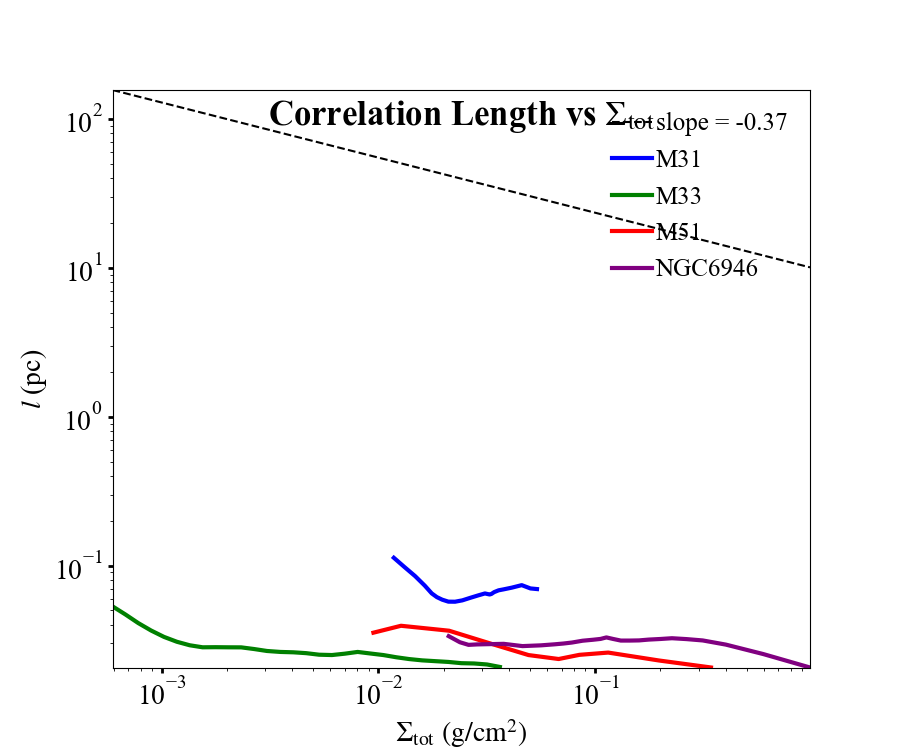 Correlation Length vs Σtot
slope = -0.37
M31
M33
M51
NGC6946
10²
10¹
10⁰
10⁻¹
l (pc)
10⁻³ 10⁻² 10⁻¹
Σtot (g/cm²)